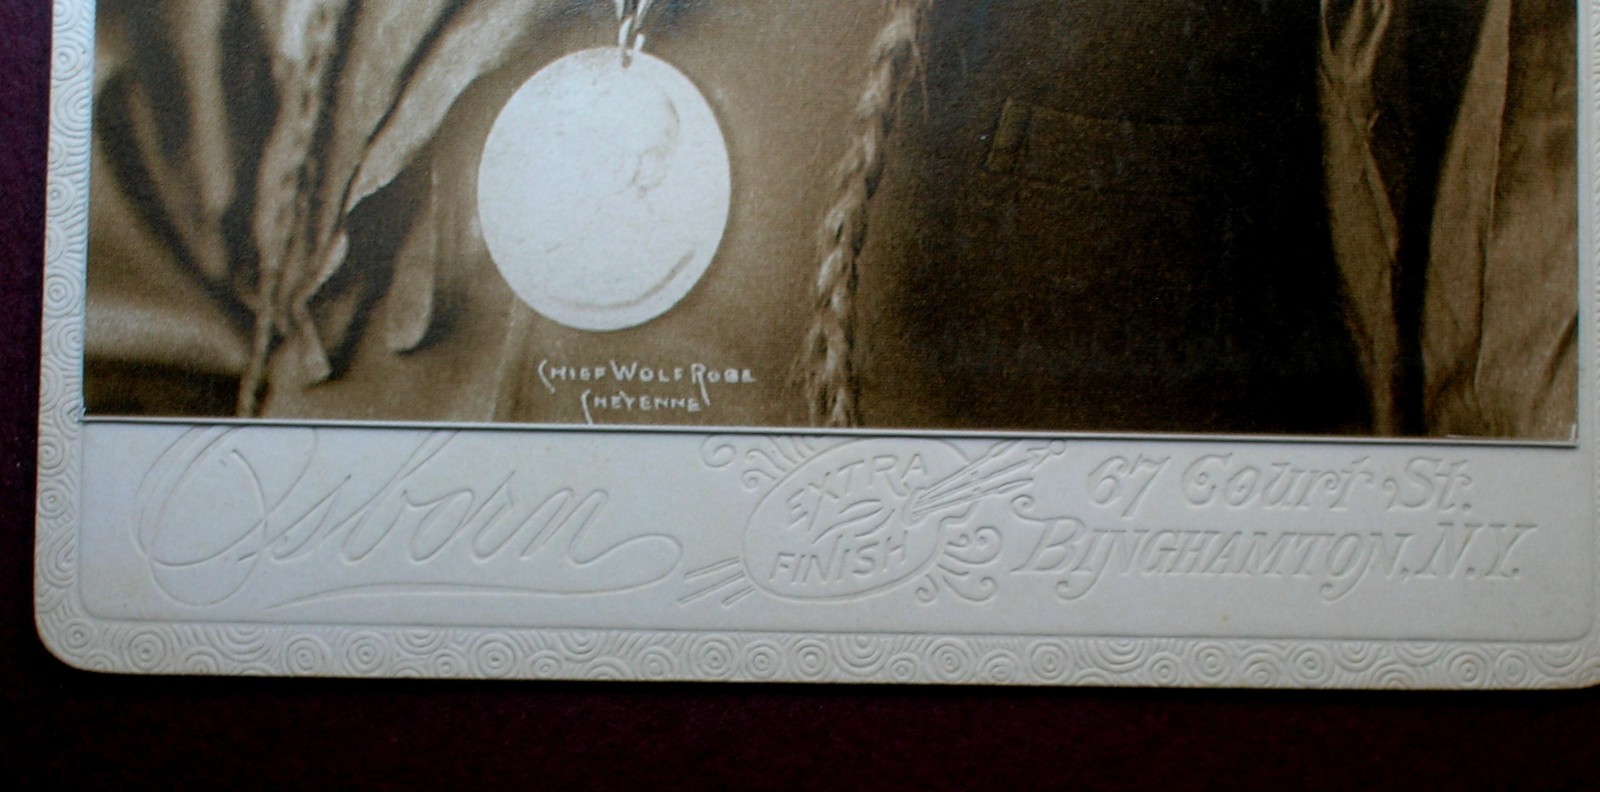 CHIEF WOLF ROBE
CHEYENNE
Osborn
EXTRA
FINISH
67 Court St.
BINGHAMTON, N.Y.